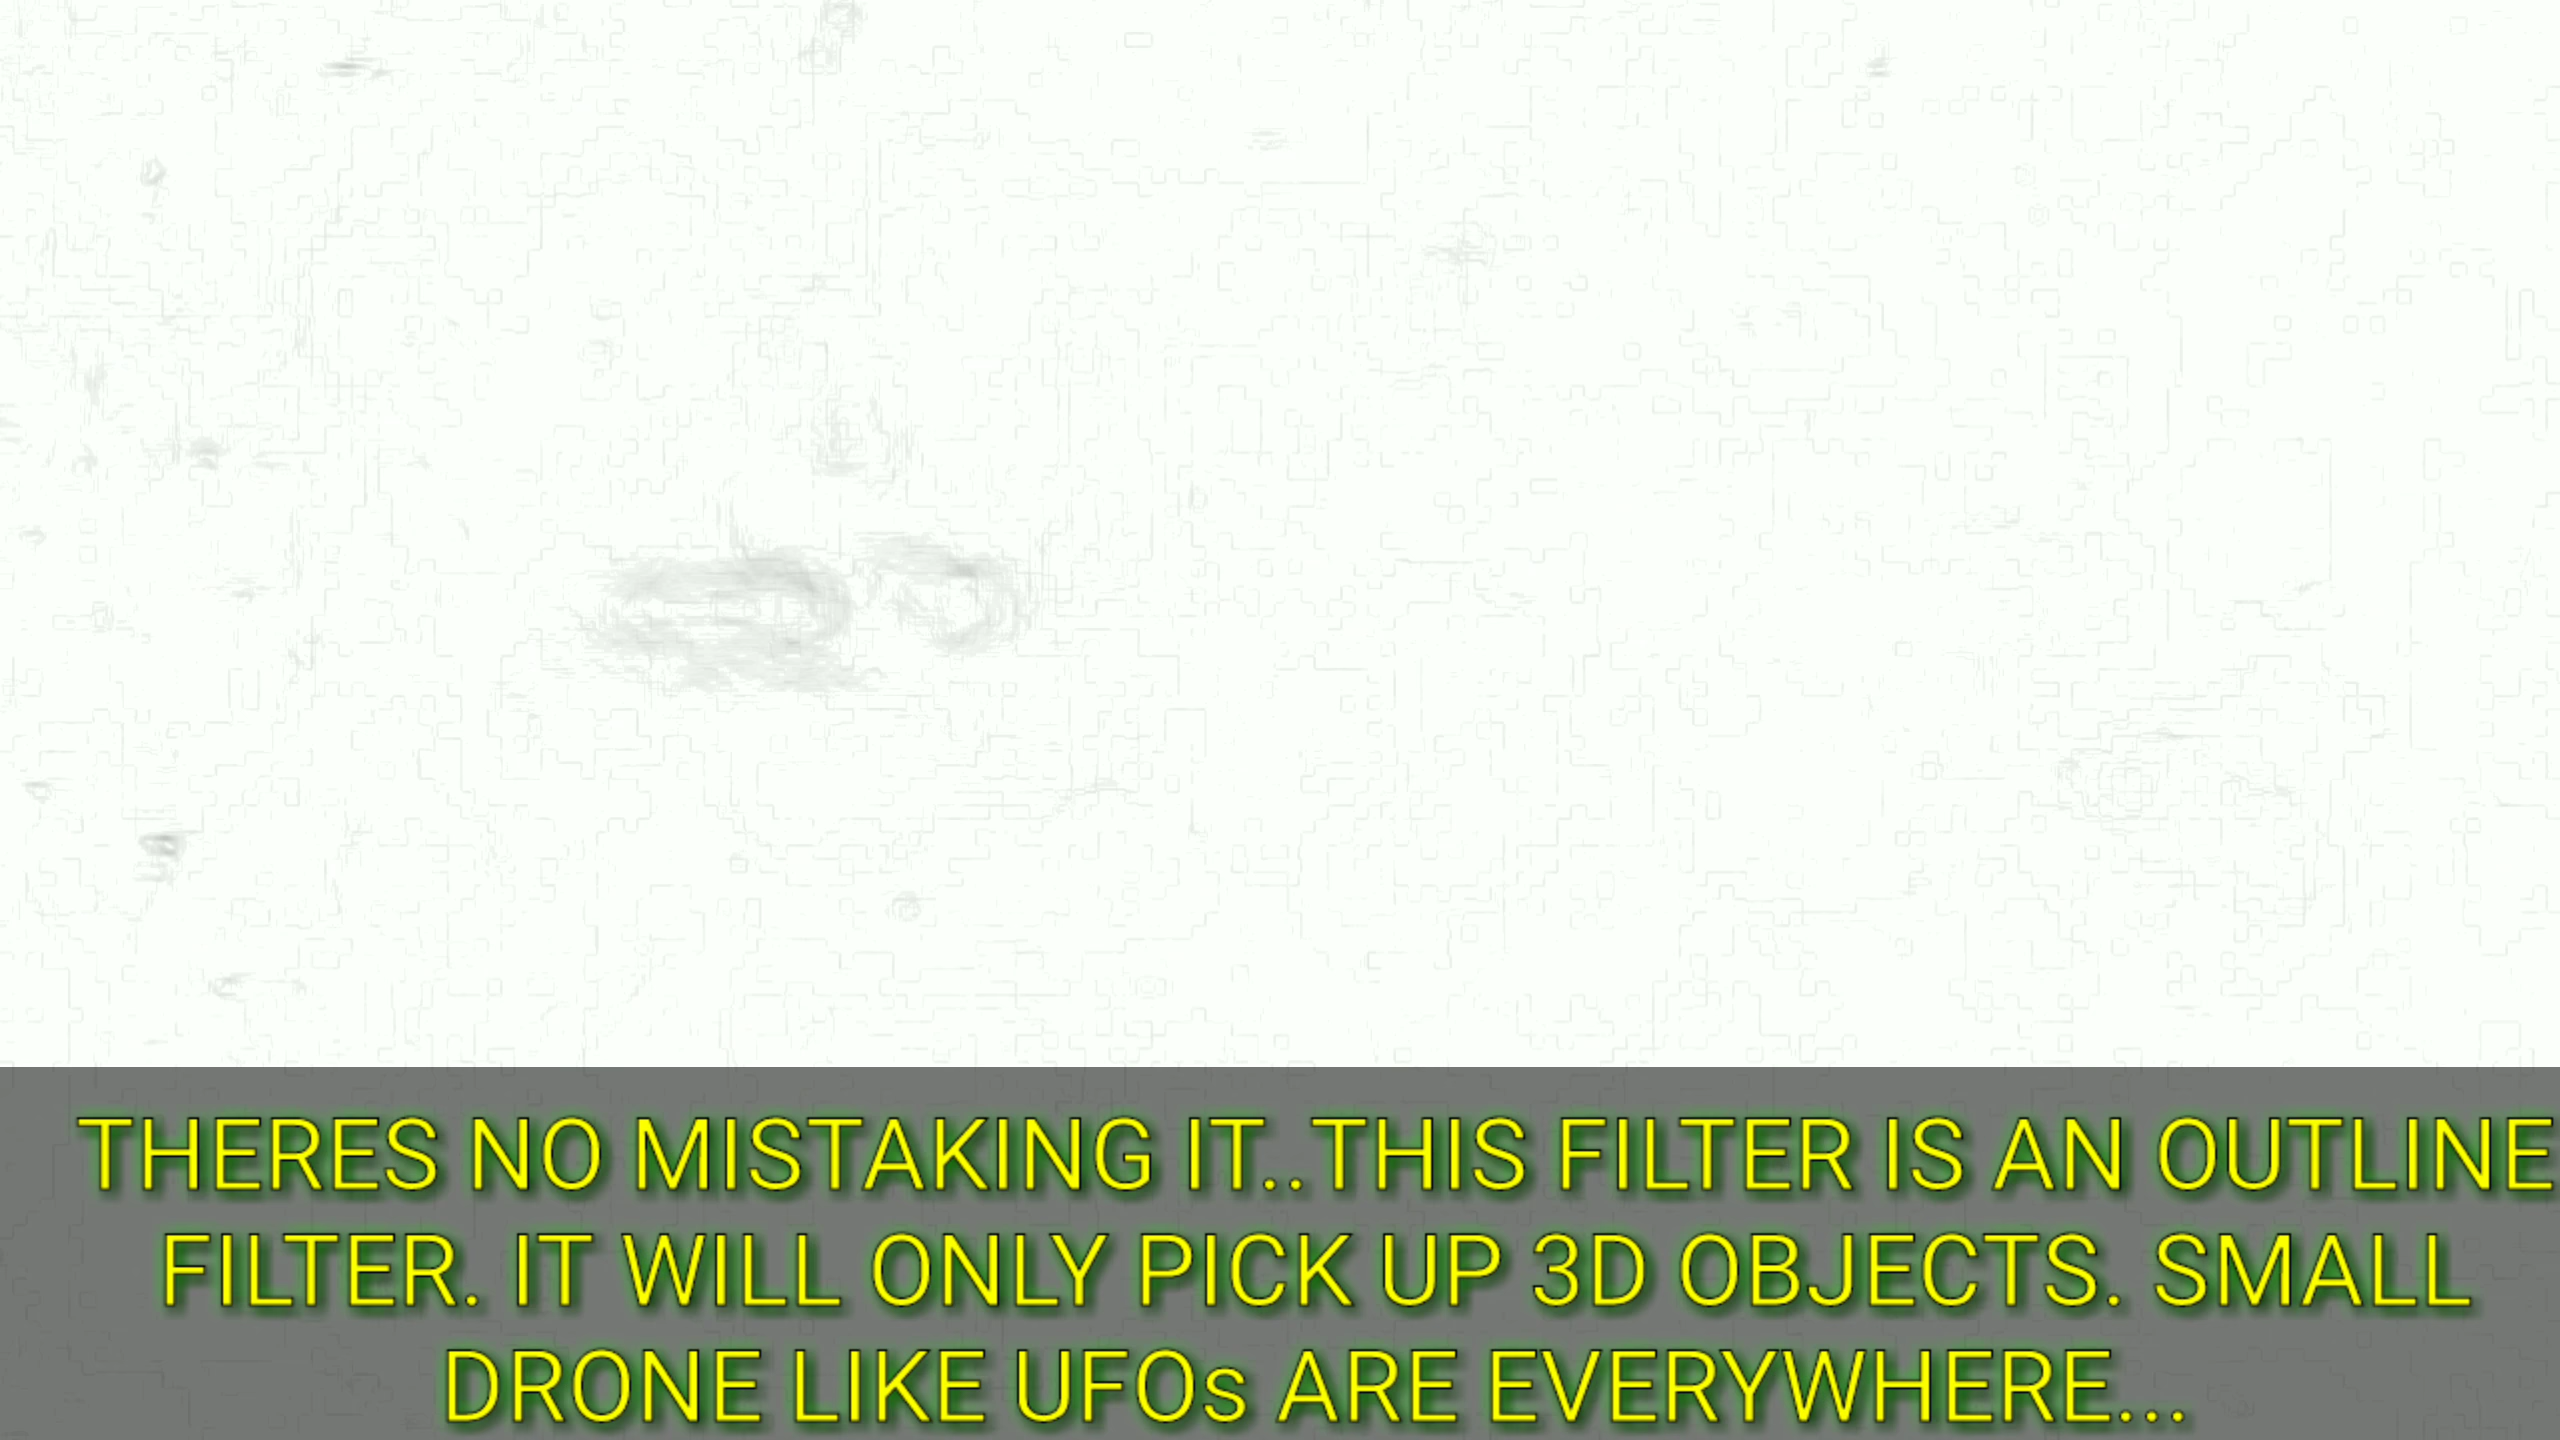 THERES NO MISTAKING IT..THIS FILTER IS AN OUTLINE
FILTER. IT WILL ONLY PICK UP 3D OBJECTS. SMALL
DRONE LIKE UFOs ARE EVERYWHERE...